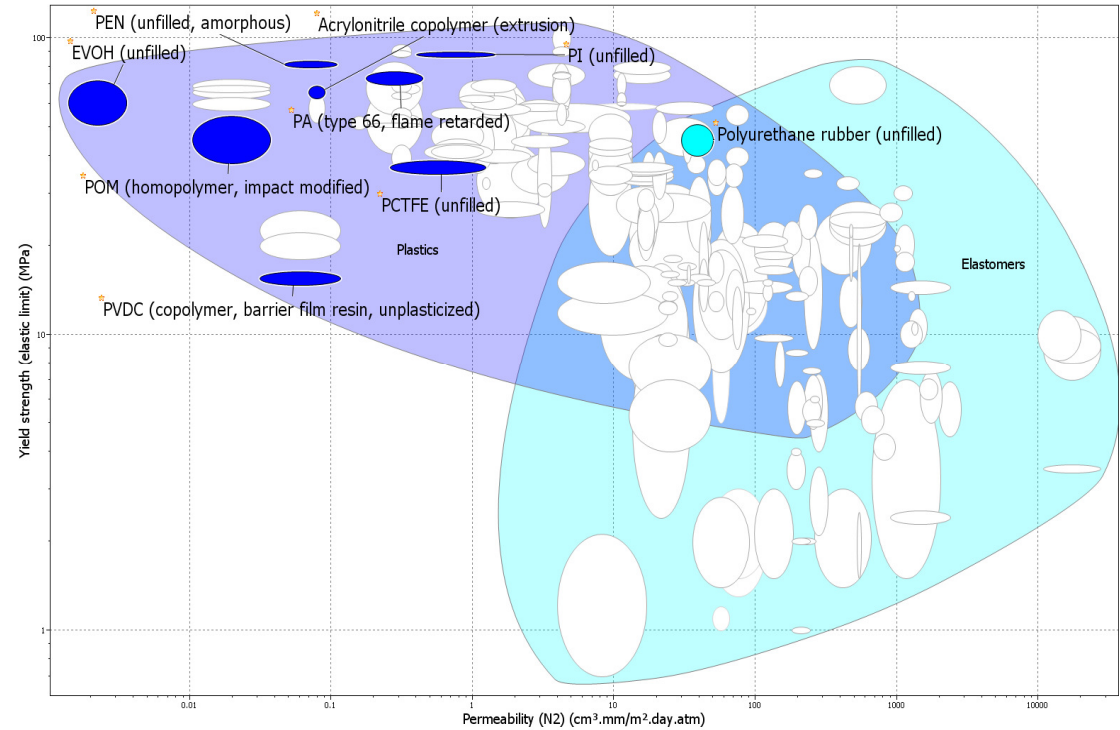 PEN (unfilled, amorphous)
Acrylonitrile copolymer (extrusion)
EVOH (unfilled)
PI (unfilled)
PA (type 66, flame retarded)
Polyurethane rubber (unfilled)
POM (homopolymer, impact modified)
PCTFE (unfilled)
Plastics
Elastomers
PVDC (copolymer, barrier film resin, unplasticized)
Yield strength (elastic limit) (MPa)
100
10
1
0.01
0.1
1
10
100
1000
10000
Permeability (N2) (cm³.mm/m².day.atm)